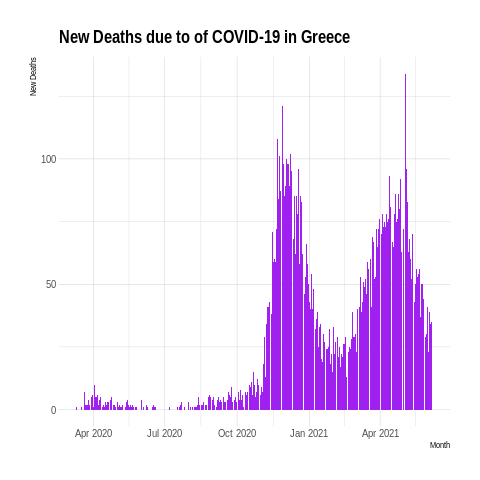 New Deaths due to of COVID-19 in Greece
New Deaths
100
50
0
Apr 2020
Jul 2020
Oct 2020
Jan 2021
Apr 2021
Month